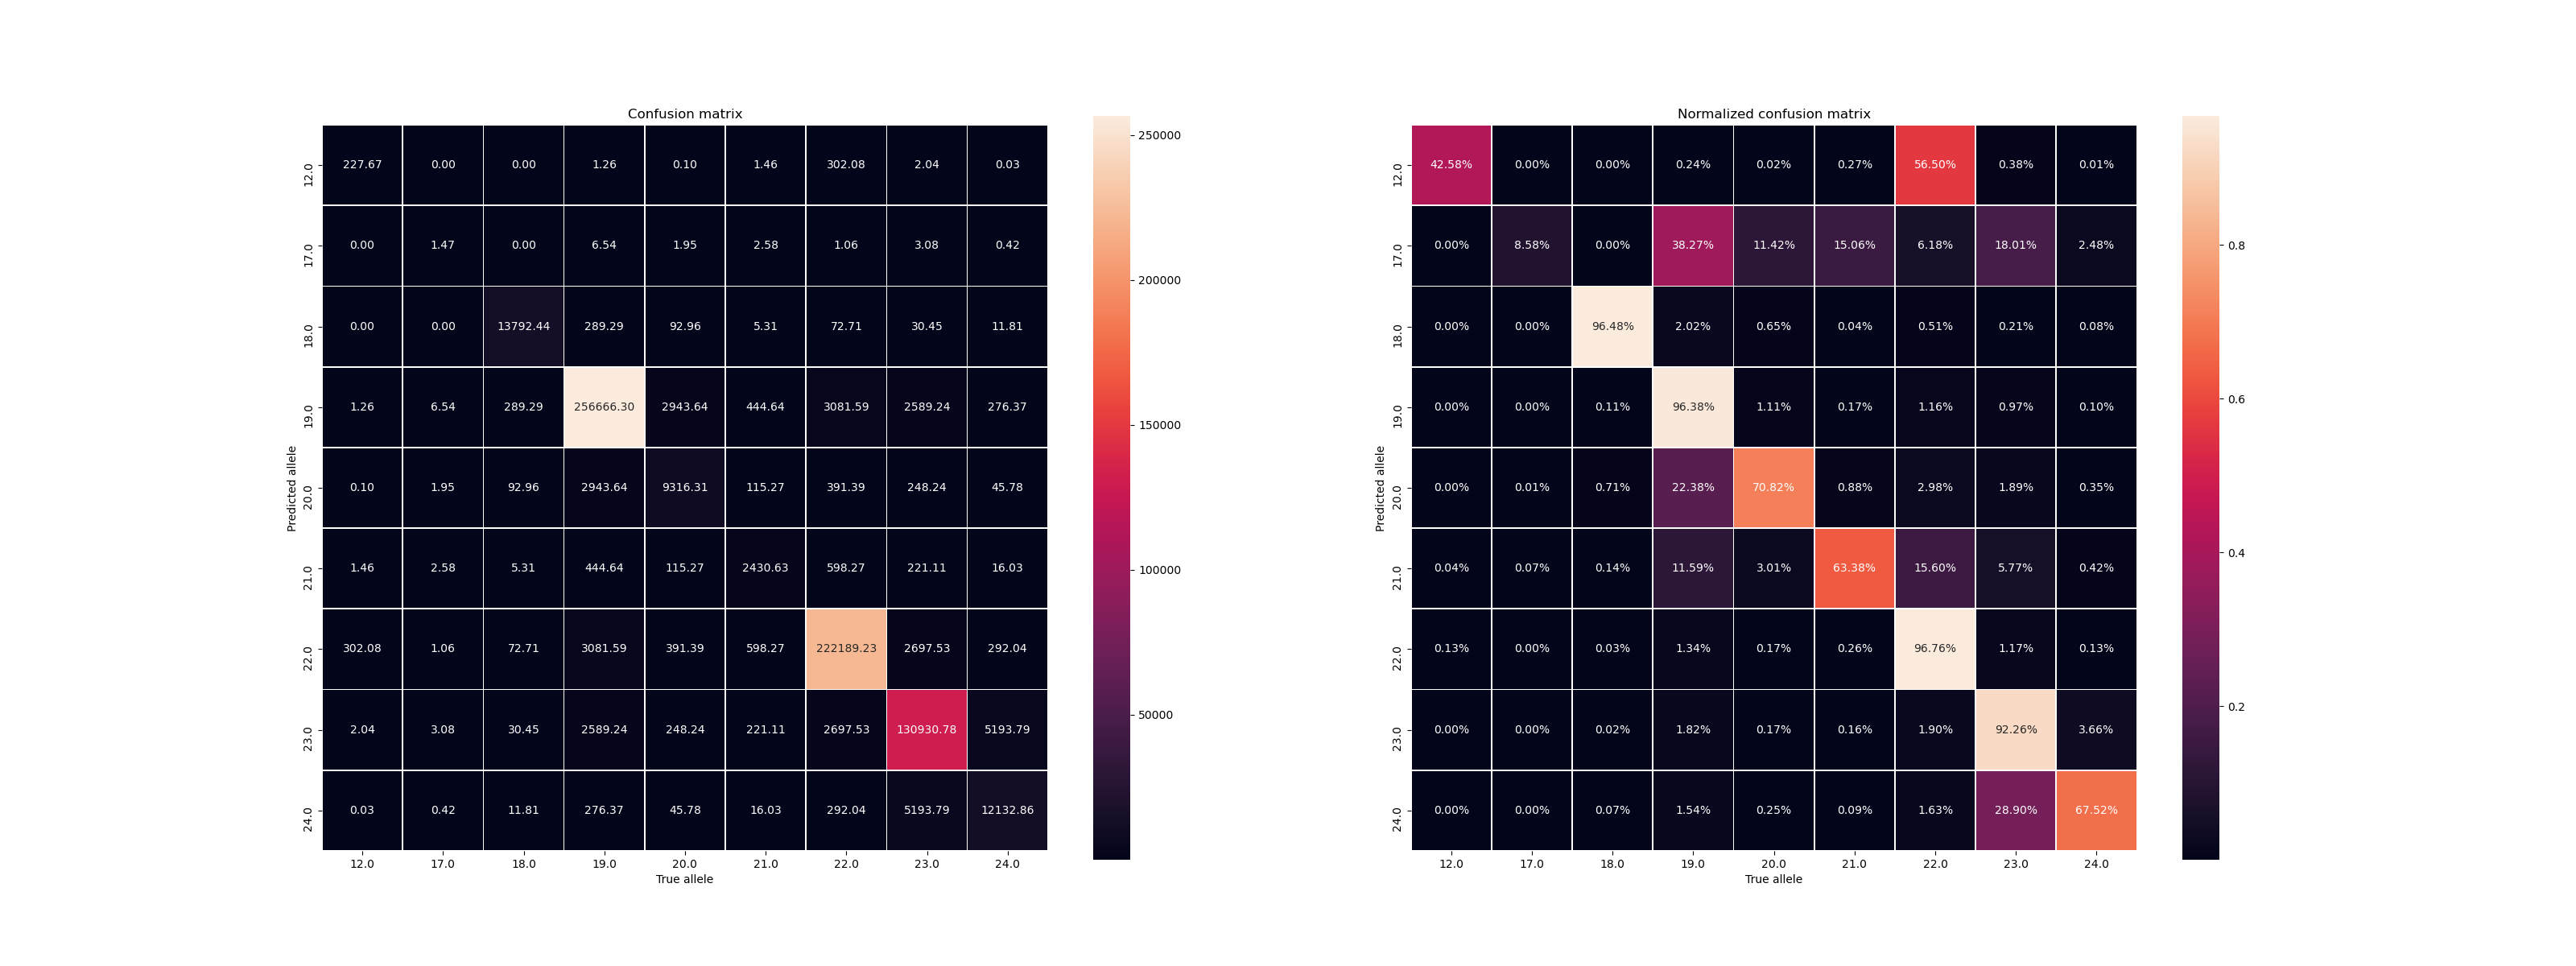 Confusion matrix
12.0 227.67 0.00 0.00 1.26 0.10 1.46 302.08 2.04 0.03
17.0 0.00 1.47 0.00 6.54 1.95 2.58 1.06 3.08 0.42
18.0 0.00 0.00 13792.44 289.29 92.96 5.31 72.71 30.45 11.81
19.0 1.26 6.54 289.29 256666.30 2943.64 444.64 3081.59 2589.24 276.37
20.0 0.10 1.95 92.96 2943.64 9316.31 115.27 391.39 248.24 45.78
21.0 1.46 2.58 5.31 444.64 115.27 2430.63 598.27 221.11 16.03
22.0 302.08 1.06 72.71 3081.59 391.39 598.27 222189.23 2697.53 292.04
23.0 2.04 3.08 30.45 2589.24 248.24 221.11 2697.53 130930.78 5193.79
24.0 0.03 0.42 11.81 276.37 45.78 16.03 292.04 5193.79 12132.86
12.0 17.0 18.0 19.0 20.0 21.0 22.0 23.0 24.0
True allele
Predicted allele
250000
200000
150000
100000
50000
Normalized confusion matrix
12.0 42.58% 0.00% 0.00% 0.24% 0.02% 0.27% 56.50% 0.38% 0.01%
17.0 0.00% 8.58% 0.00% 38.27% 11.42% 15.06% 6.18% 18.01% 2.48%
18.0 0.00% 0.00% 96.48% 2.02% 0.65% 0.04% 0.51% 0.21% 0.08%
19.0 0.00% 0.00% 0.11% 96.38% 1.11% 0.17% 1.16% 0.97% 0.10%
20.0 0.00% 0.01% 0.71% 22.38% 70.82% 0.88% 2.98% 1.89% 0.35%
21.0 0.04% 0.07% 0.14% 11.59% 3.01% 63.38% 15.60% 5.77% 0.42%
22.0 0.13% 0.00% 0.03% 1.34% 0.17% 0.26% 96.76% 1.17% 0.13%
23.0 0.00% 0.00% 0.02% 1.82% 0.17% 0.16% 1.90% 92.26% 3.66%
24.0 0.00% 0.00% 0.07% 1.54% 0.25% 0.09% 1.63% 28.90% 67.52%
12.0 17.0 18.0 19.0 20.0 21.0 22.0 23.0 24.0
True allele
Predicted allele
0.8
0.6
0.4
0.2